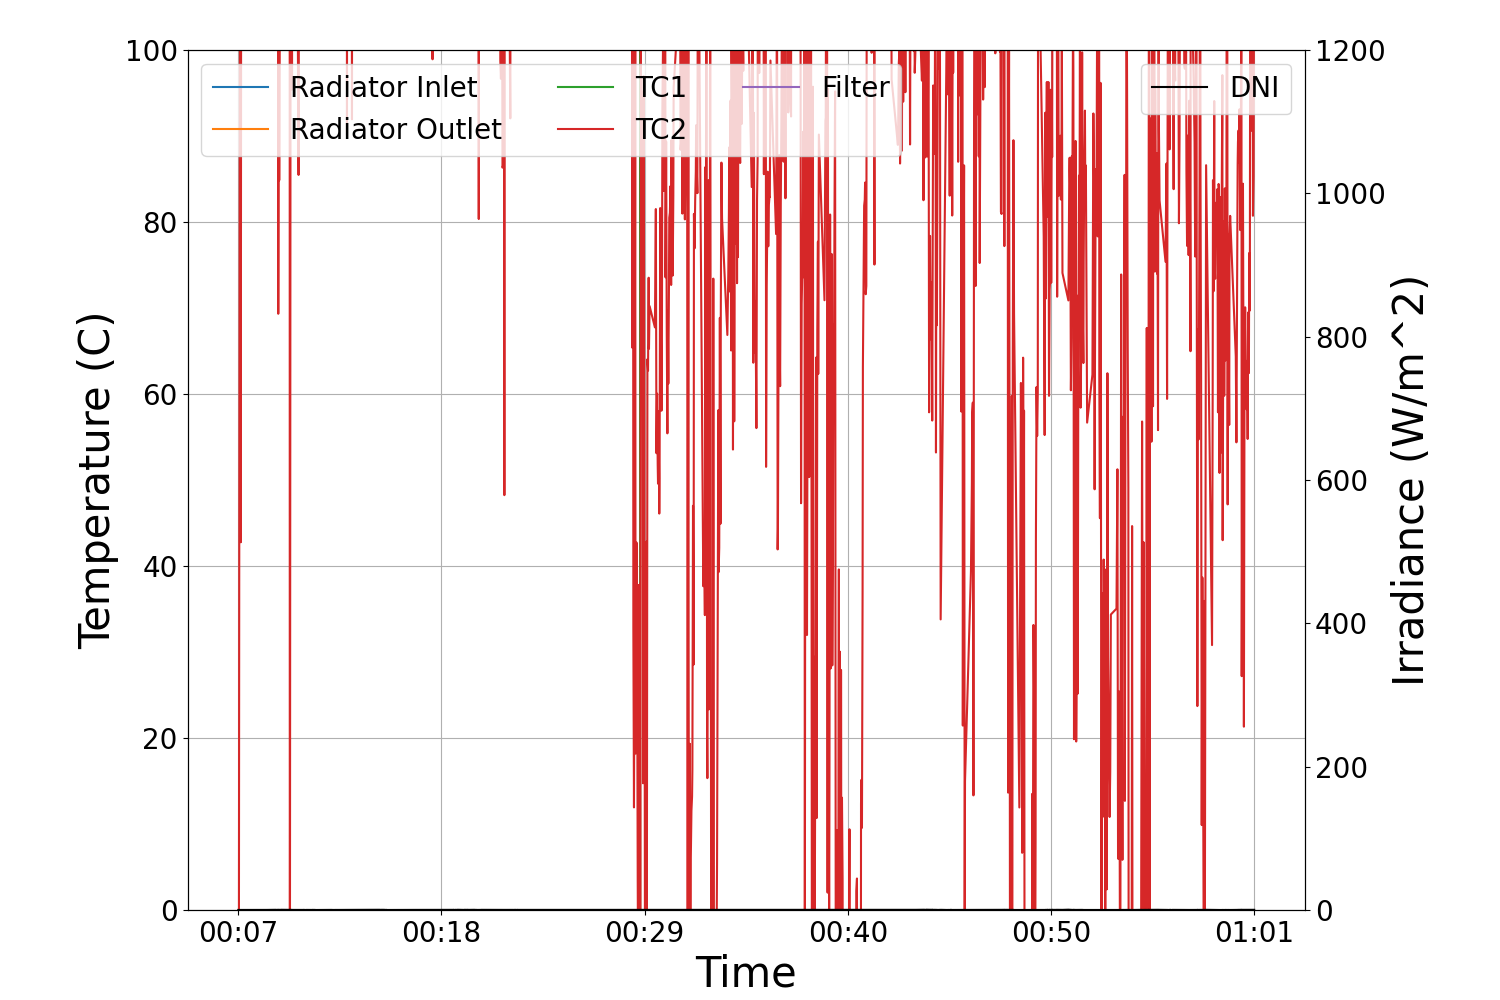 100
80
60
40
20
0
Temperature (C)
Radiator Inlet
Radiator Outlet
TC1
TC2
Filter
DNI
1200
1000
800
600
400
200
0
Irradiance (W/m^2)
00:07 00:18 00:29 00:40 00:50 01:01
Time